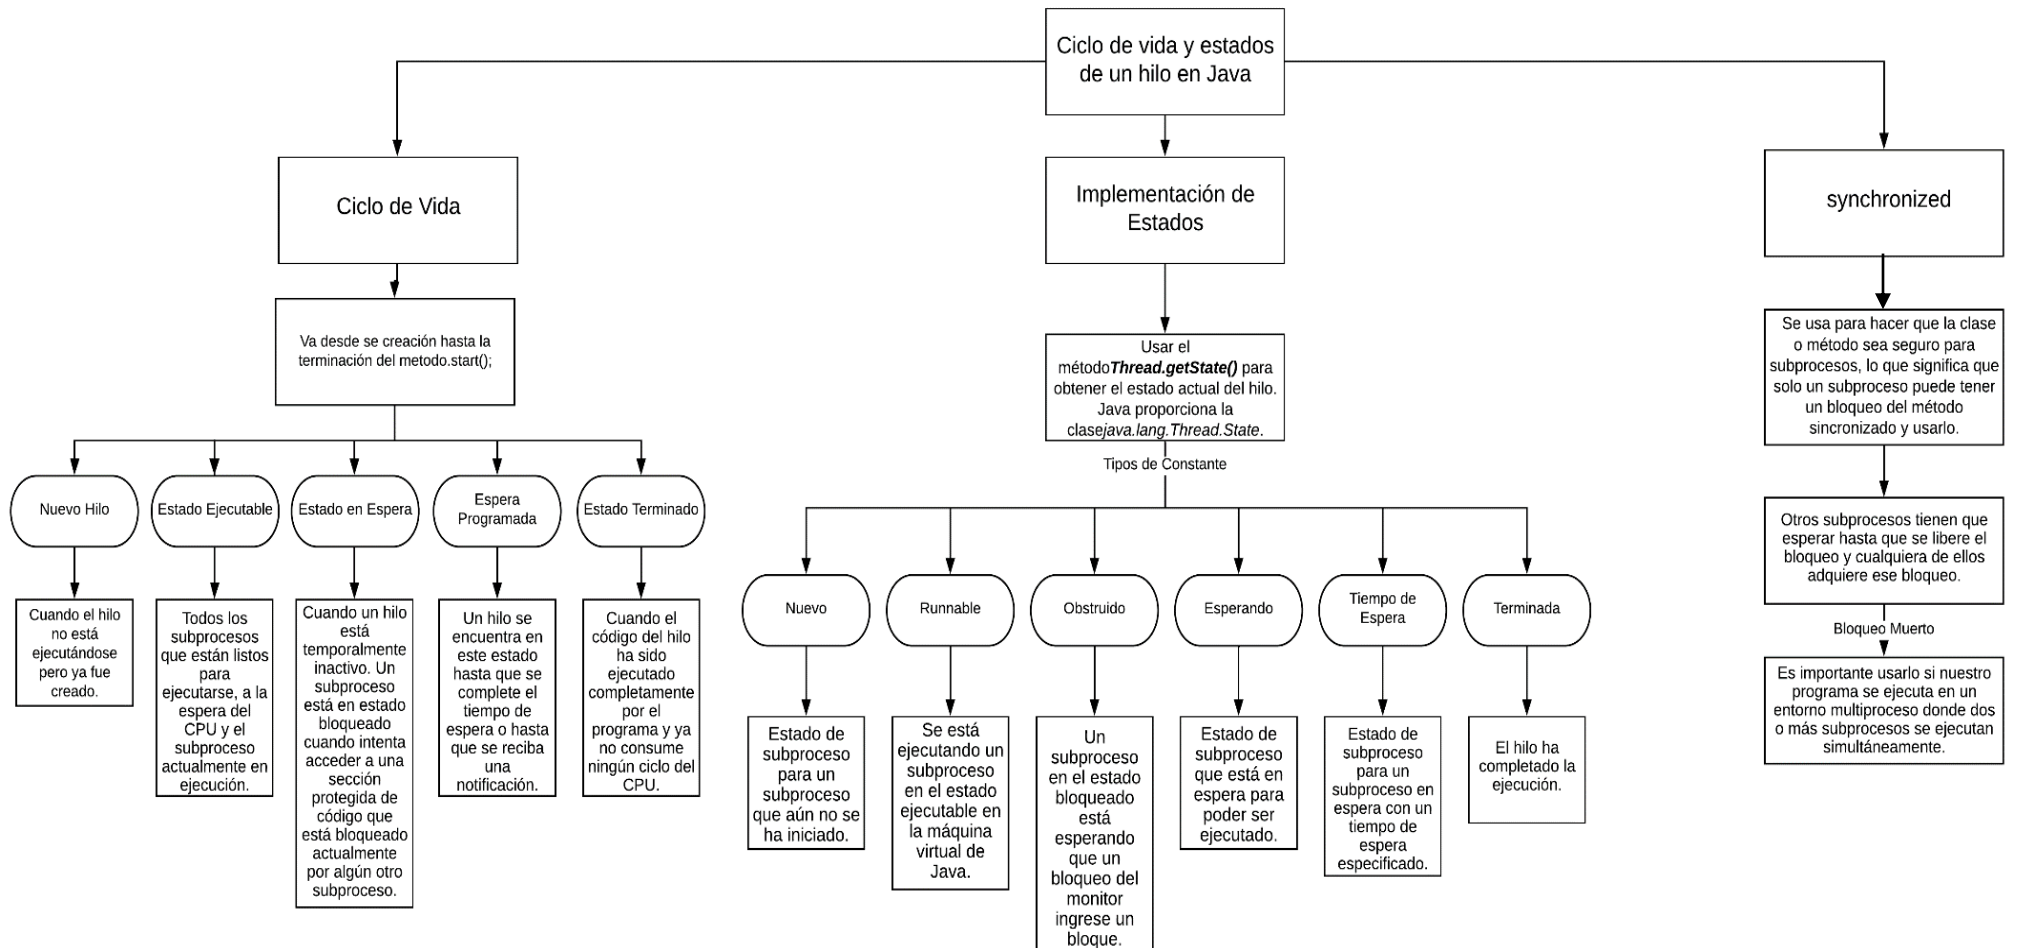 Ciclo de vida y estados
de un hilo en Java
Ciclo de Vida
Va desde se creación hasta la
terminación del metodo.start();
Nuevo Hilo
Estado Ejecutable
Estado en Espera
Espera
Programada
Estado Terminado
Cuando el hilo
no está
ejecutándose
pero ya fue
creado.
Todos los
subprocesos
que están listos
para
ejecutarse, a la
espera del
CPU y el
subproceso
actualmente en
ejecución.
Cuando un hilo
está
temporalmente
inactivo. Un
subproceso
está en estado
bloqueado
cuando intenta
acceder a una
sección
protegida de
código que
está bloqueado
actualmente
por algún otro
subproceso.
Un hilo se
encuentra en
este estado
hasta que se
complete el
tiempo de
espera o hasta
que se reciba
una
notificación.
Cuando el
código del hilo
ha sido
ejecutado
completamente
por el
programa y ya
no consume
ningún ciclo del
CPU.
Implementación de
Estados
Usar el
métodoThread.getState() para
obtener el estado actual del hilo.
Java proporciona la
clasejava.lang.Thread.State.
Tipos de Constante
Nuevo
Runnable
Obstruido
Esperando
Tiempo de
Espera
Terminada
Estado de
subproceso
para un
subproceso
que aún no se
ha iniciado.
Se está
ejecutando un
subproceso
en el estado
ejecutable en
la máquina
virtual de
Java.
Un
subproceso
en el estado
bloqueado
está
esperando
que un
bloqueo del
monitor
ingrese un
bloque.
Estado de
subproceso
que está en
espera para
poder ser
ejecutado.
Estado de
subproceso
para un
subproceso en
espera con un
tiempo de
espera
especificado.
El hilo ha
completado la
ejecución.
synchronized
Se usa para hacer que la clase
o método sea seguro para
subprocesos, lo que significa que
solo un subproceso puede tener
un bloqueo del método
sincronizado y usarlo.
Otros subprocesos tienen que
esperar hasta que se libere el
bloqueo y cualquiera de ellos
adquiere ese bloqueo.
Bloqueo Muerto
Es importante usarlo si nuestro
programa se ejecuta en un
entorno multiproceso donde dos
o más subprocesos se ejecutan
simultáneamente.